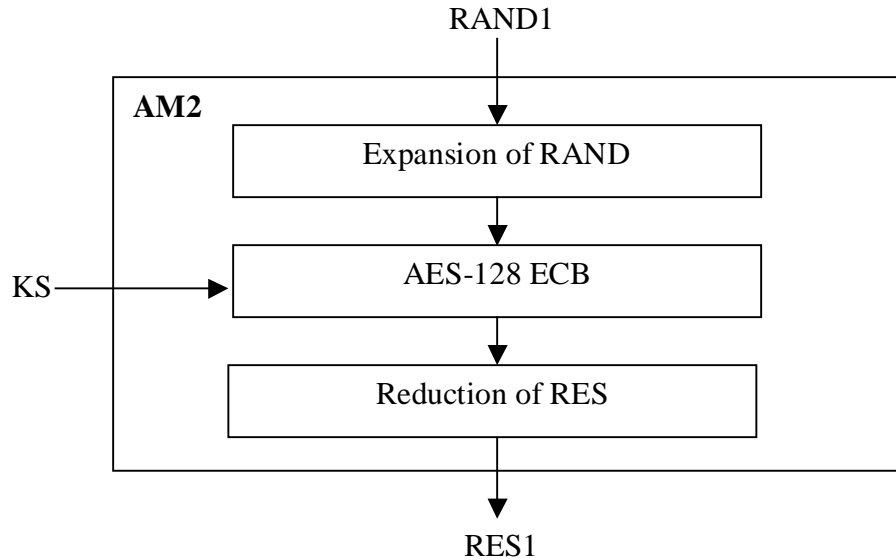 RAND1
AM2
Expansion of RAND
AES-128 ECB
KS
Reduction of RES
RES1